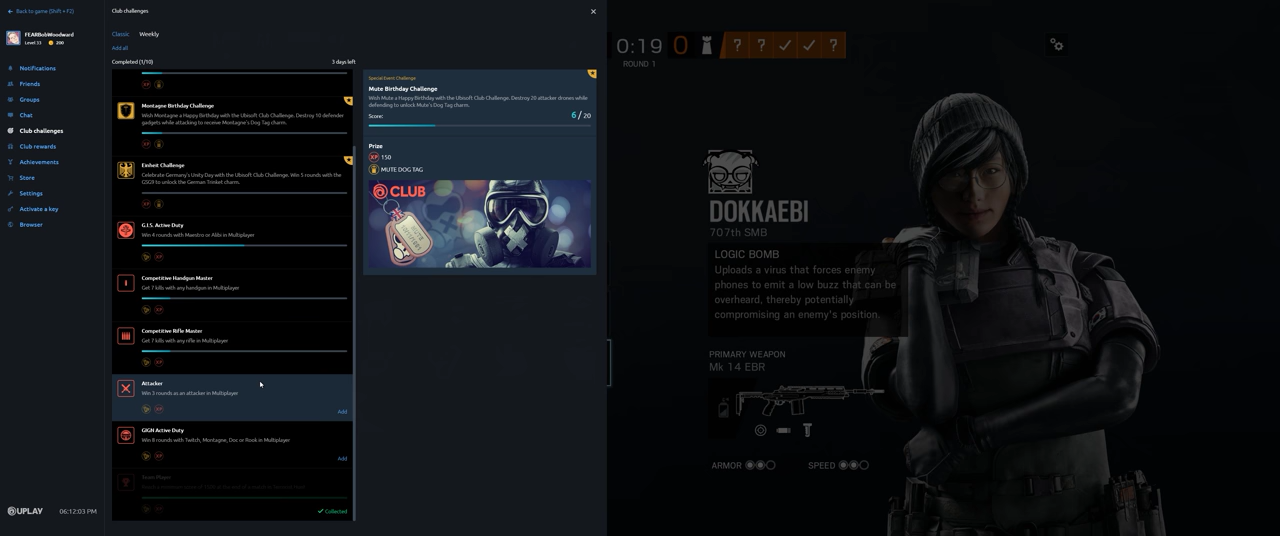 Back to game (Shift + F2)
FEARBobWoodward
Level 33 200
Notifications
Friends
Groups
Chat
Club challenges
Club rewards
Achievements
Store
Settings
Activate a key
Browser
UPLAY 06:12:03 PM
Club challenges
Classic Weekly
Add all
Completed (1/10) 3 days left
XP
Montagne Birthday Challenge
Wish Montagne a Happy Birthday with the Ubisoft Club Challenge. Destroy 10 defender
gadgets while attacking to receive Montagne's Dog Tag charm.
XP
Einheit Challenge
Celebrate Germany's Unity Day with the Ubisoft Club Challenge. Win 5 rounds with the
GSG9 to unlock the German Trinket charm.
XP
G.I.S. Active Duty
Win 4 rounds with Maestro or Alibi in Multiplayer
XP
Competitive Handgun Master
Get 7 kills with any handgun in Multiplayer
XP
Competitive Rifle Master
Get 7 kills with any rifle in Multiplayer
XP
Attacker
Win 3 rounds as an attacker in Multiplayer
XP
Add
GIGN Active Duty
Win 8 rounds with Twitch, Montagne, Doc or Rook in Multiplayer
XP
Add
Team Player
Collected
Special Event Challenge
Mute Birthday Challenge
Wish Mute a Happy Birthday with the Ubisoft Club Challenge. Destroy 20 attacker drones while
defending to unlock Mute's Dog Tag charm.
Score: 6 / 20
Prize
XP 150
MUTE DOG TAG
CLUB
0:19 0 ? ? ?
ROUND 1
DOKKAEBI
707th SMB
LOGIC BOMB
Uploads a virus that forces enemy
phones to emit a low buzz that can be
overheard, thereby potentially
compromising an enemy's position.
PRIMARY WEAPON
Mk 14 EBR
ARMOR SPEED